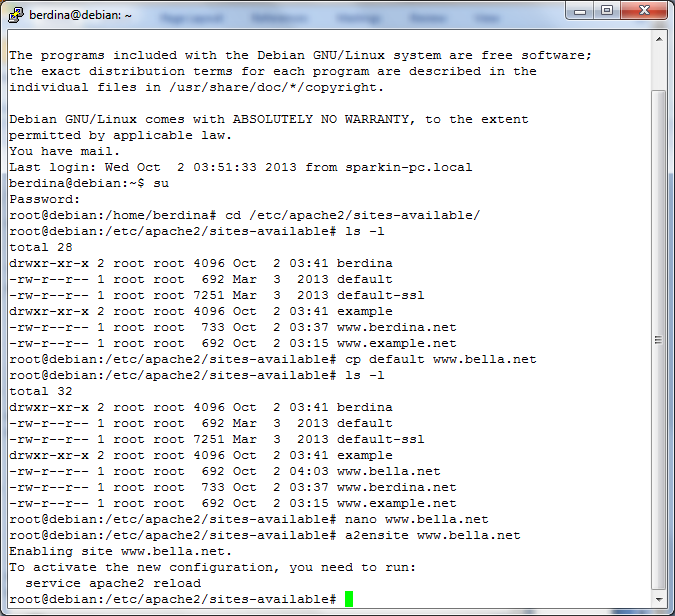 berdina@debian: ~
The programs included with the Debian GNU/Linux system are free software;
the exact distribution terms for each program are described in the
individual files in /usr/share/doc/*/copyright.
Debian GNU/Linux comes with ABSOLUTELY NO WARRANTY, to the extent
permitted by applicable law.
You have mail.
Last login: Wed Oct  2 03:51:33 2013 from sparkin-pc.local
berdina@debian:~$ su
Password:
root@debian:/home/berdina# cd /etc/apache2/sites-available/
root@debian:/etc/apache2/sites-available# ls -l
total 28
drwxr-xr-x 2 root root 4096 Oct  2 03:41 berdina
-rw-r--r-- 1 root root  692 Mar  3  2013 default
-rw-r--r-- 1 root root 7251 Mar  3  2013 default-ssl
drwxr-xr-x 2 root root 4096 Oct  2 03:41 example
-rw-r--r-- 1 root root  733 Oct  2 03:37 www.berdina.net
-rw-r--r-- 1 root root  692 Oct  2 03:15 www.example.net
root@debian:/etc/apache2/sites-available# cp default www.bella.net
root@debian:/etc/apache2/sites-available# ls -l
total 32
drwxr-xr-x 2 root root 4096 Oct  2 03:41 berdina
-rw-r--r-- 1 root root  692 Mar  3  2013 default
-rw-r--r-- 1 root root 7251 Mar  3  2013 default-ssl
drwxr-xr-x 2 root root 4096 Oct  2 03:41 example
-rw-r--r-- 1 root root  692 Oct  2 04:03 www.bella.net
-rw-r--r-- 1 root root  733 Oct  2 03:37 www.berdina.net
-rw-r--r-- 1 root root  692 Oct  2 03:15 www.example.net
root@debian:/etc/apache2/sites-available# nano www.bella.net
root@debian:/etc/apache2/sites-available# a2ensite www.bella.net
Enabling site www.bella.net.
To activate the new configuration, you need to run:
  service apache2 reload
root@debian:/etc/apache2/sites-available#